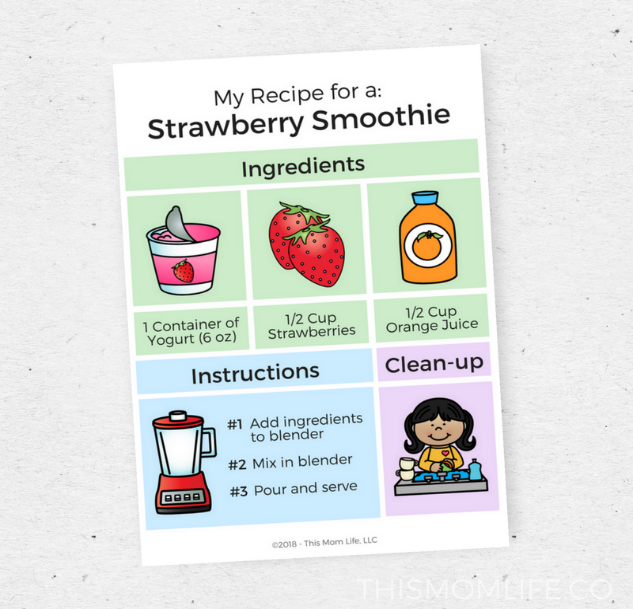 My Recipe for a:
Strawberry Smoothie
Ingredients
1 Container of
Yogurt (6 oz)
1/2 Cup
Strawberries
1/2 Cup
Orange Juice
Instructions
#1 Add ingredients
to blender
#2 Mix in blender
#3 Pour and serve
Clean-up
©2018 - This Mom Life, LLC
THISMOMLIFE.CO